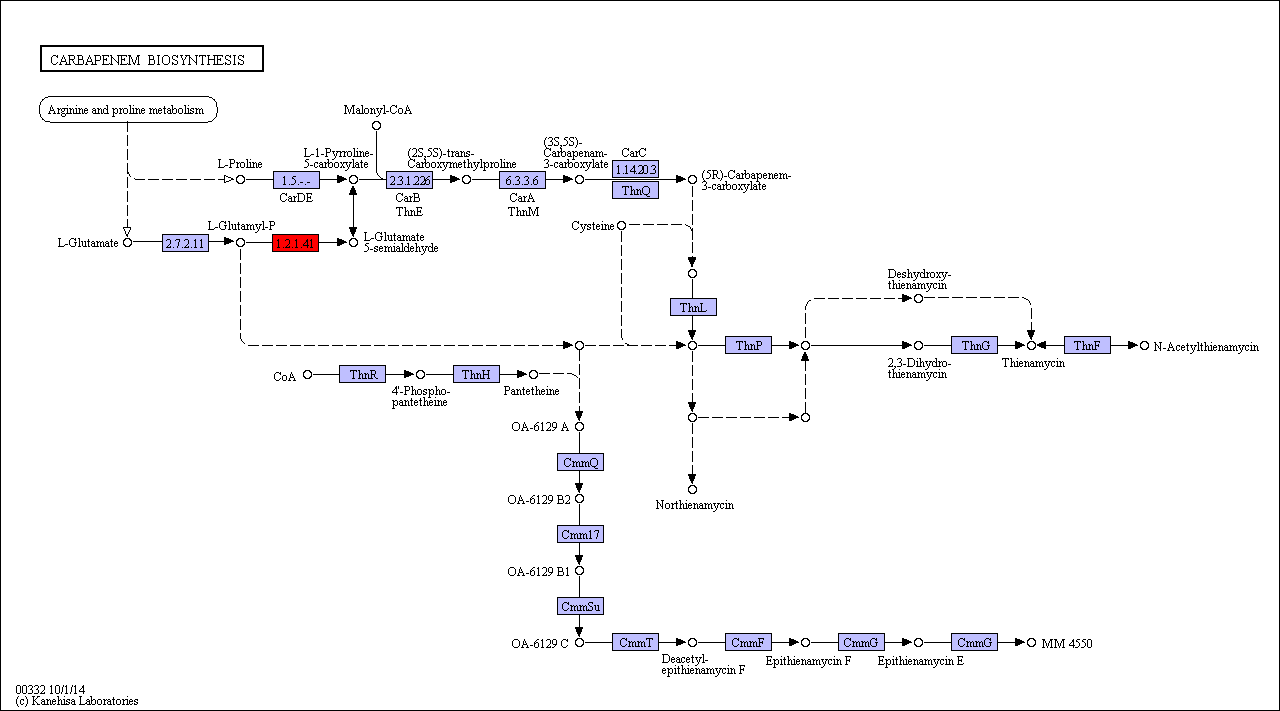 CARBAPENEM BIOSYNTHESIS
Arginine and proline metabolism
Malonyl-CoA
L-Proline
1.5.-.-
CarDE
L-1-Pyrroline-
5-carboxylate
2.3.1.226
CarB
ThnE
(2S,5S)-trans-
Carboxymethylproline
6.3.3.6
CarA
ThnM
(3S,5S)-
Carbapenam-
3-carboxylate
CarC
1.14.20.3
ThnQ
(5R)-Carbapenem-
3-carboxylate
L-Glutamate
2.7.2.11
L-Glutamyl-P
1.2.1.41
L-Glutamate
5-semialdehyde
Cysteine
ThnL
Deshydroxy-
thienamycin
ThnP
2,3-Dihydro-
thienamycin
ThnG
Thienamycin
ThnF
N-Acetylthienamycin
CoA
ThnR
4'-Phospho-
pantetheine
ThnH
Pantetheine
OA-6129 A
CmmQ
OA-6129 B2
Northienamycin
Cmm17
OA-6129 B1
CmmSu
OA-6129 C
CmmT
Deacetyl-
epithienamycin F
CmmF
Epithienamycin F
CmmG
Epithienamycin E
CmmG
MM 4550
00332 10/1/14
(c) Kanehisa Laboratories